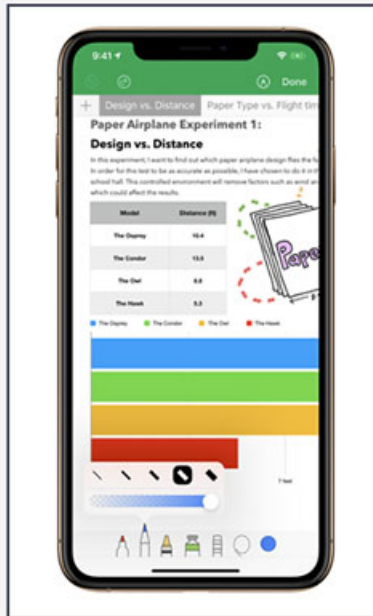 9:41
Done
Design vs. Distance Paper Type vs. Flight tim
Paper Airplane Experiment 1:
Design vs. Distance
In this experiment, I want to find out which paper airplane design flies the fu
In order for this test to be as accurate as possible, I have chosen to do it in th
school hall. This controlled environment will remove factors such as wind an
which could affect the results.
Model Distance (ft)
The Osprey 10.4
The Condor 13.5
The Owl 8.8
The Hawk 5.3
Pape
The Osprey The Condor The Owl The Hawk
7 feet